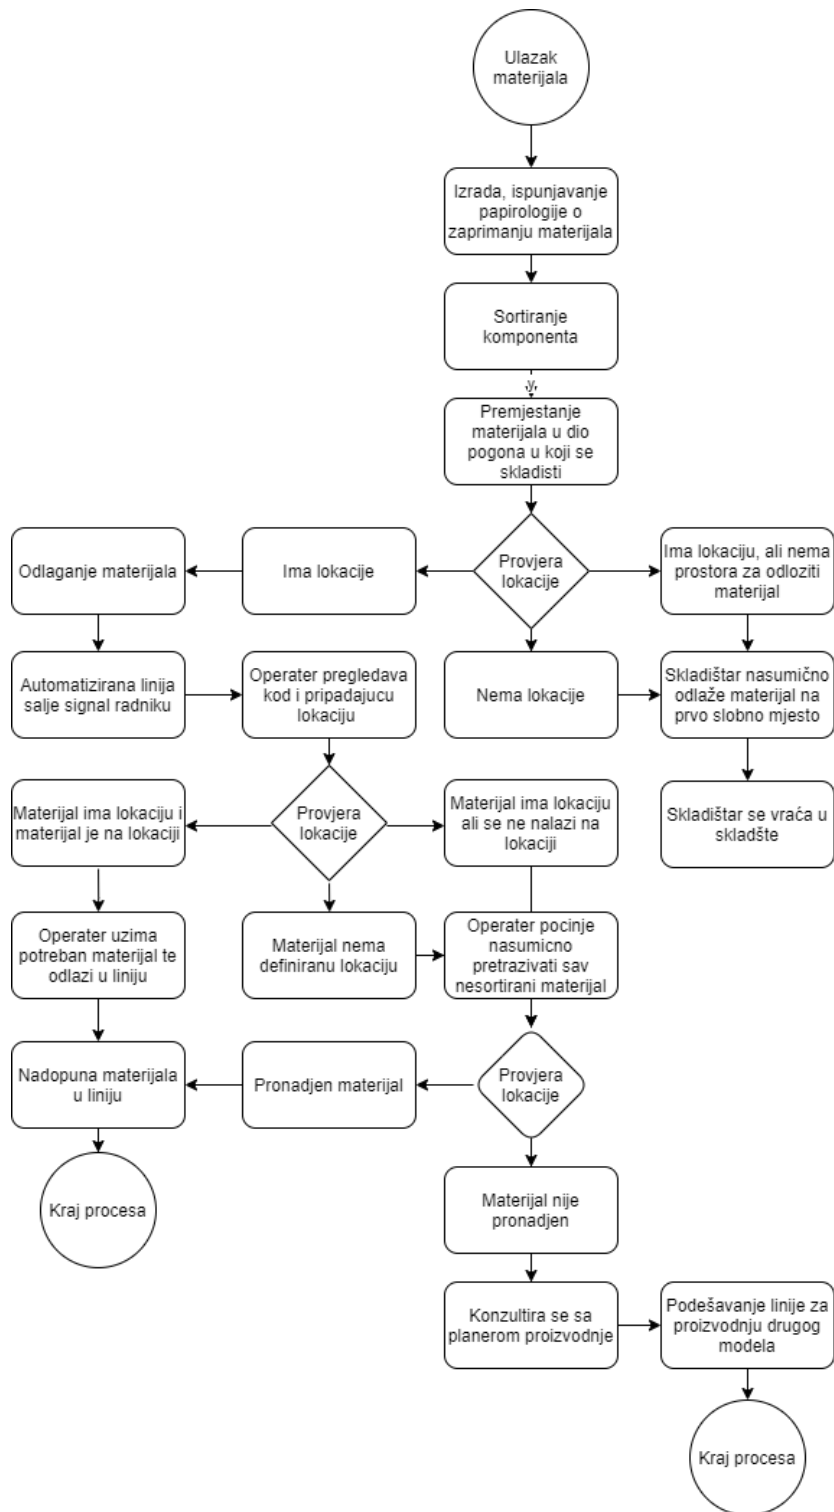 Ulazak
materijala
Izrada, ispunjavanje
papirologije o
zaprimanju materijala
Sortiranje
komponenta
y
Premjestanje
materijala u dio
pogona u koji se
skladisti
Odlaganje materijala
Ima lokacije
Provjera
lokacije
Ima lokaciju, ali nema
prostora za odloziti
materijal
Automatizirana linija
salje signal radniku
Operater pregledava
kod i pripadajucu
lokaciju
Nema lokacije
Skladištar nasumično
odlaže materijal na
prvo slobno mjesto
Materijal ima lokaciju i
materijal je na lokaciji
Provjera
lokacije
Materijal ima lokaciju
ali se ne nalazi na
lokaciji
Skladištar se vraća u
skladšte
Operater uzima
potreban materijal te
odlazi u liniju
Materijal nema
definiranu lokaciju
Operater pocinje
nasumicno
pretrazivati sav
nesortirani materijal
Nadopuna materijala
u liniju
Pronadjen materijal
Provjera
lokacije
Kraj procesa
Materijal nije
pronadjen
Konzultira se sa
planerom proizvodnje
Podešavanje linije za
proizvodnju drugog
modela
Kraj procesa